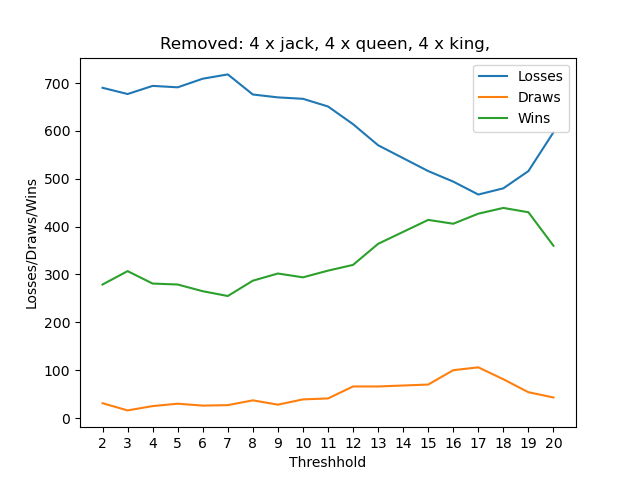 Removed: 4 x jack, 4 x queen, 4 x king,
Losses
Draws
Wins
Losses/Draws/Wins
700
600
500
400
300
200
100
0
2 3 4 5 6 7 8 9 10 11 12 13 14 15 16 17 18 19 20
Threshhold